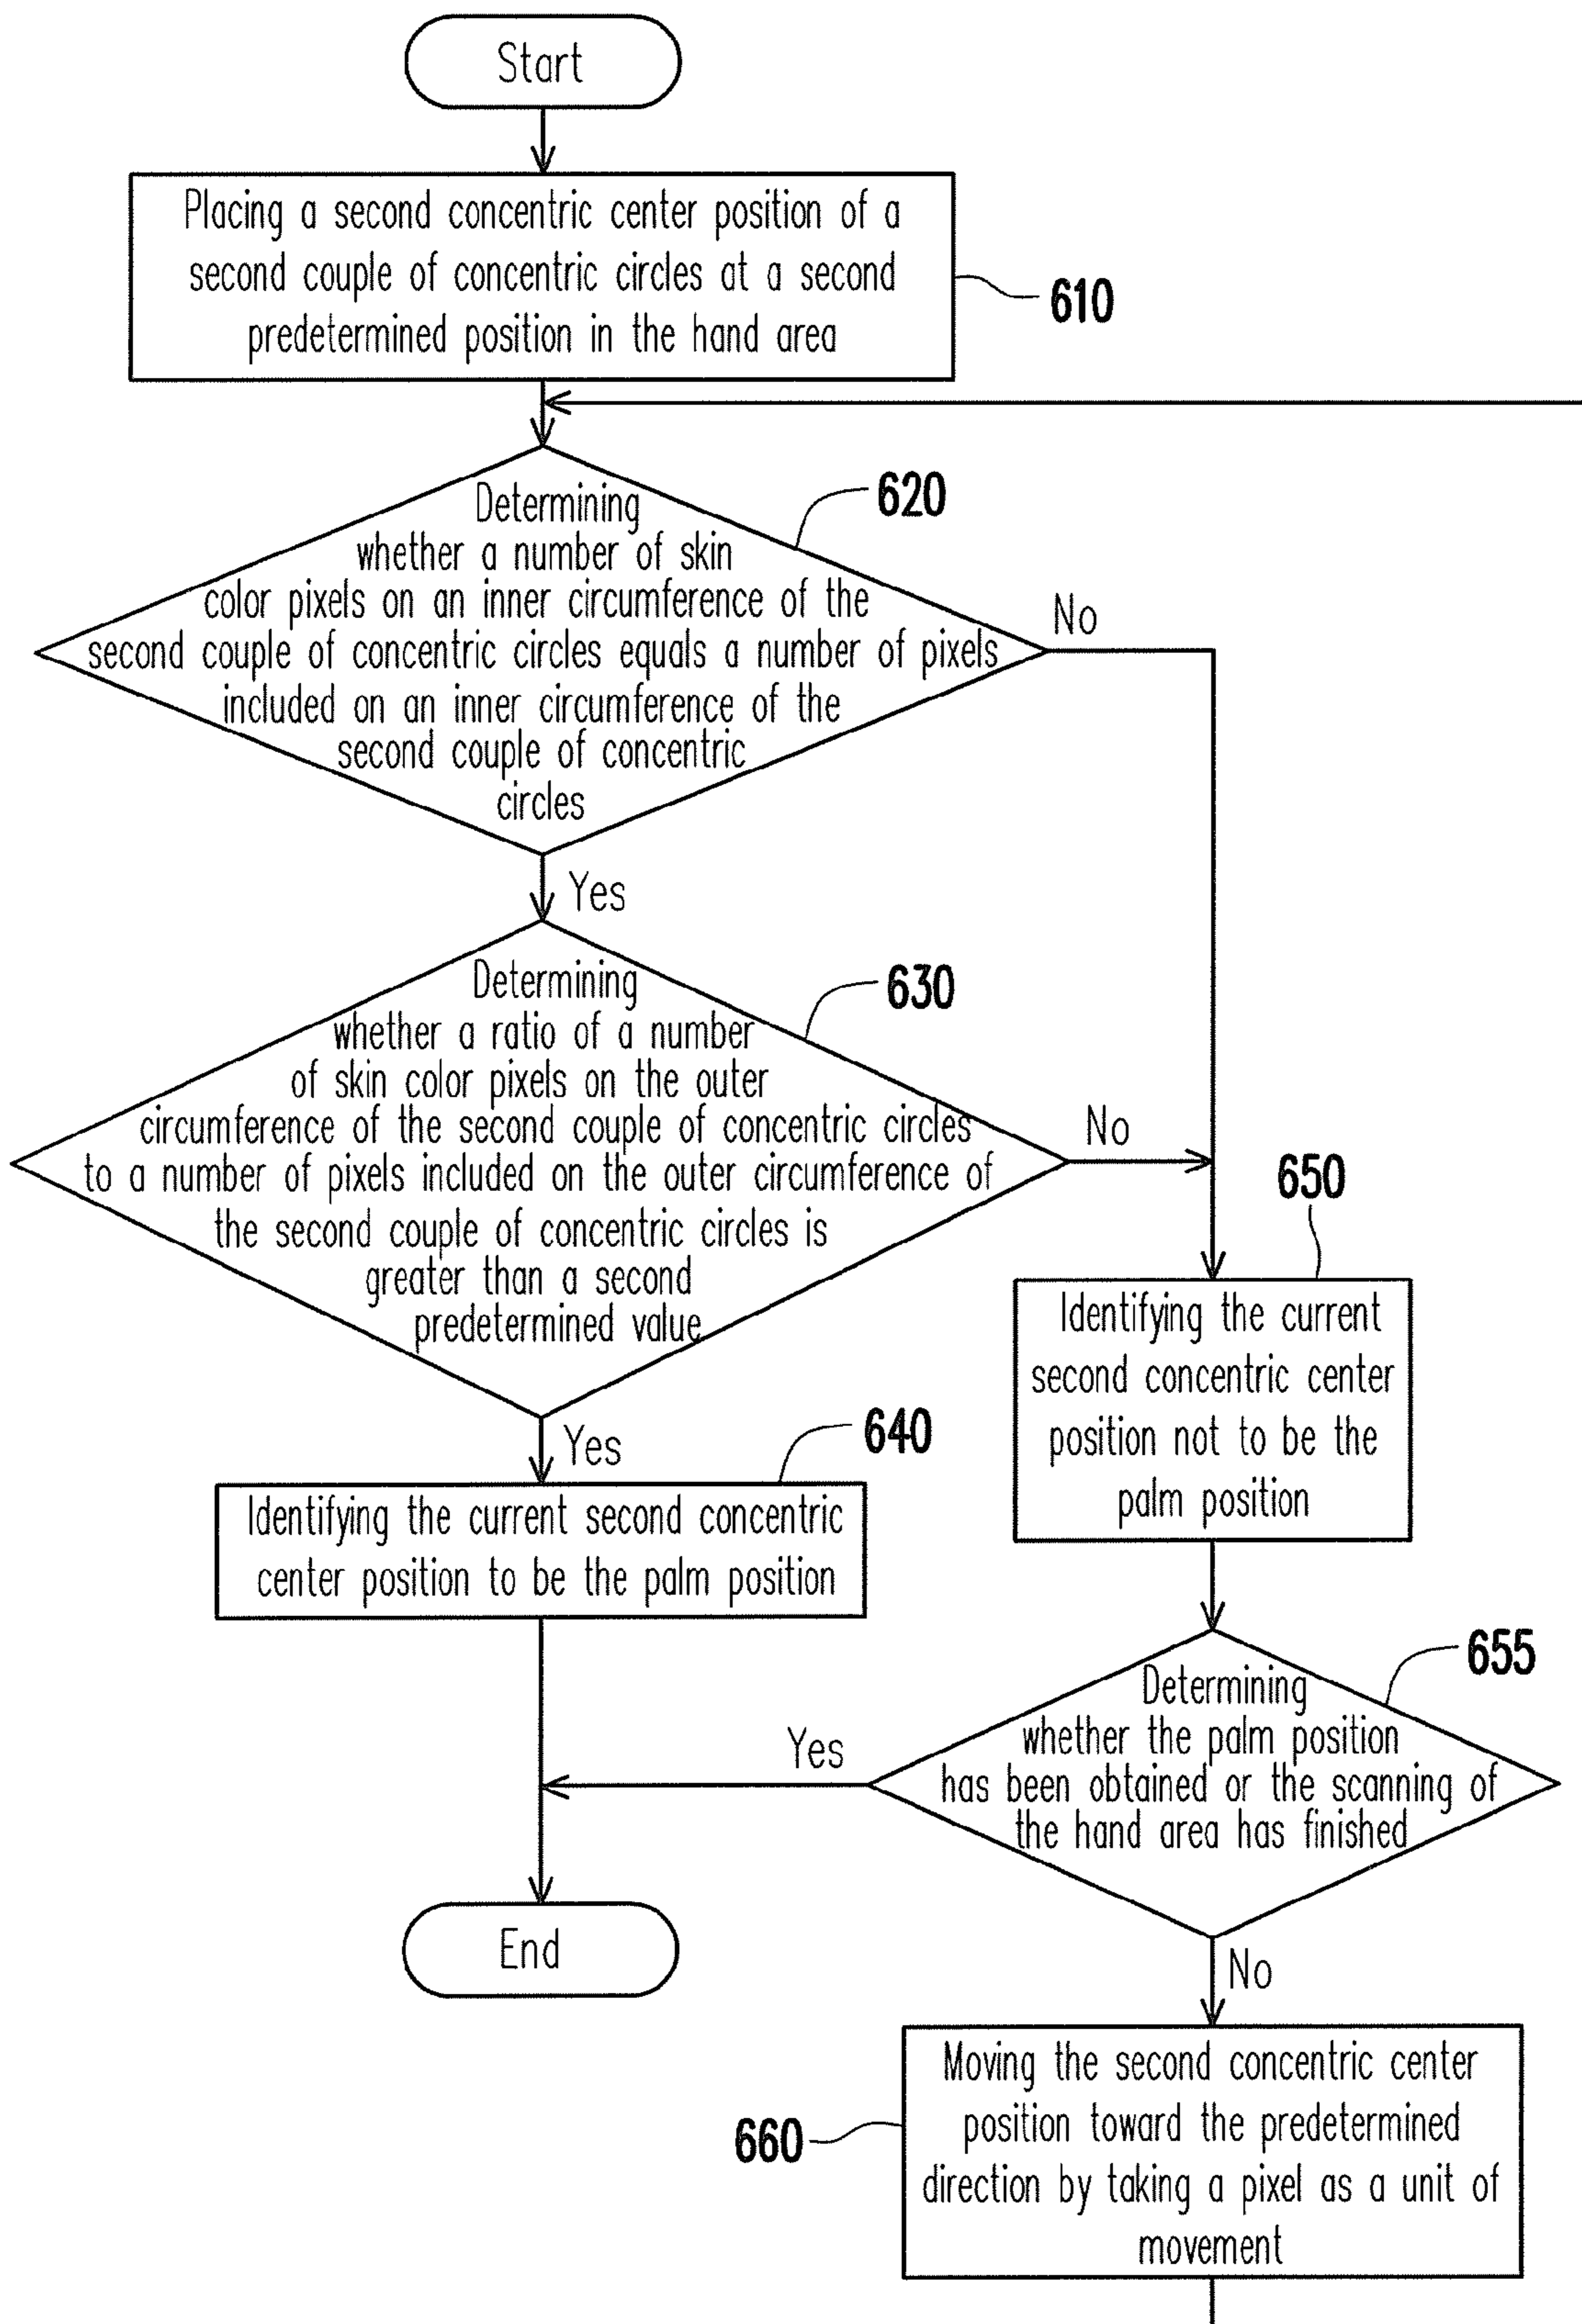 Start
Placing a second concentric center position of a
second couple of concentric circles at a second
predetermined position in the hand area
610
Determining
whether a number of skin
color pixels on an inner circumference of the
second couple of concentric circles equals a number of pixels
included on an inner circumference of the
second couple of concentric
circles
620
No
Yes
Determining
whether a ratio of a number
of skin color pixels on the outer
circumference of the second couple of concentric circles
to a number of pixels included on the outer circumference of
the second couple of concentric circles is
greater than a second
predetermined value
630
No
Yes
650
Identifying the current
second concentric center
position not to be the
palm position
640
Identifying the current second concentric
center position to be the palm position
655
Determining
whether the palm position
has been obtained or the scanning of
the hand area has finished
Yes
End
No
Moving the second concentric center
position toward the predetermined
direction by taking a pixel as a unit of
movement
660